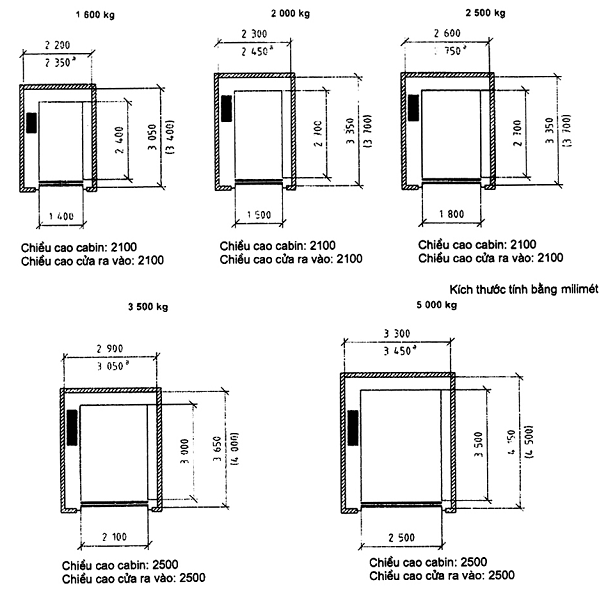 1 600 kg
2 000 kg
2 500 kg
2 200
2 350ᵃ
2 300
2 450ᵃ
2 600
2 750ᵃ
2 400
3 050
(3 400)
2 700
3 350
(3 700)
2 700
3 350
(3 700)
1 400
1 500
1 800
Chiều cao cabin: 2100
Chiều cao cửa ra vào: 2100
Chiều cao cabin: 2100
Chiều cao cửa ra vào: 2100
Chiều cao cabin: 2100
Chiều cao cửa ra vào: 2100
Kích thước tính bằng milimét
3 500 kg
5 000 kg
2 900
3 050ᵃ
3 300
3 450ᵃ
3 000
3 650
(4 000)
3 500
4 150
(4 500)
2 100
2 500
Chiều cao cabin: 2500
Chiều cao cửa ra vào: 2500
Chiều cao cabin: 2500
Chiều cao cửa ra vào: 2500